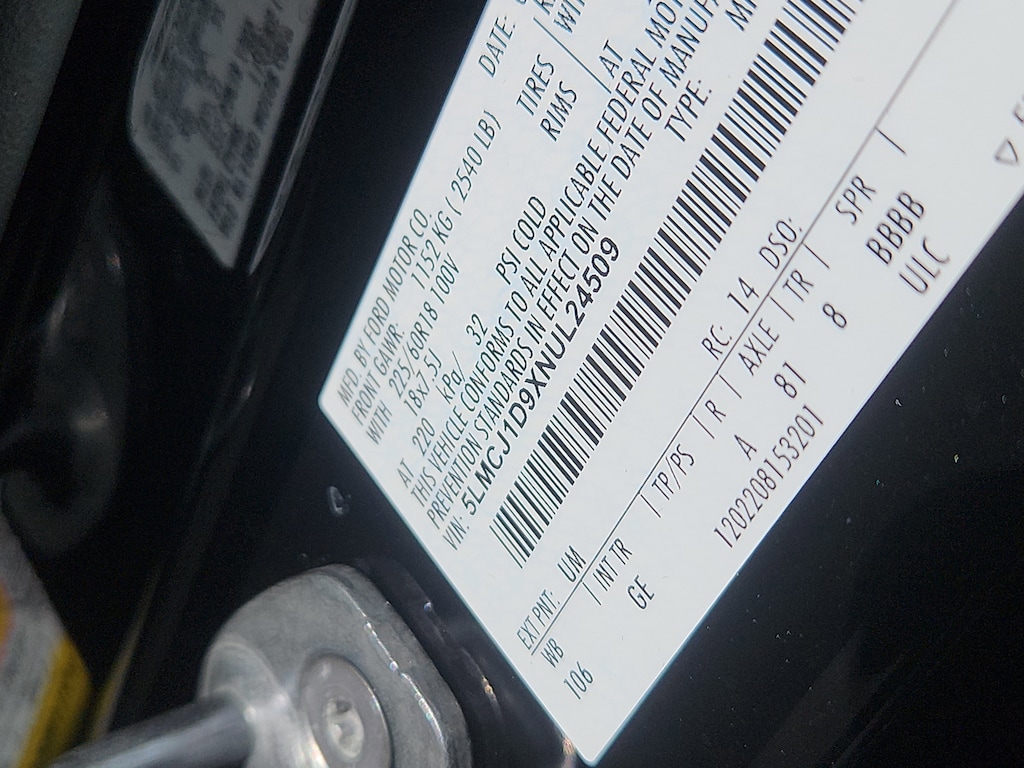 MFD. BY FORD MOTOR CO.
DATE:
FRONT GAWR: 1152 KG ( 2540 LB)
WITH 225/60R18 100V TIRES
18x7.5J RIMS
AT 220 kPa/ 32 PSI COLD AT
THIS VEHICLE CONFORMS TO ALL APPLICABLE FEDERAL
PREVENTION STANDARDS IN EFFECT ON THE DATE OF
VIN: 5LMCJ1D9XNUL24509 TYPE:
EXT PNT: UM RC: 14 DSO:
WB INT TR TP/PS R AXLE TR SPR
106 GE A 81 8 BBBB
1202208153201 ULC